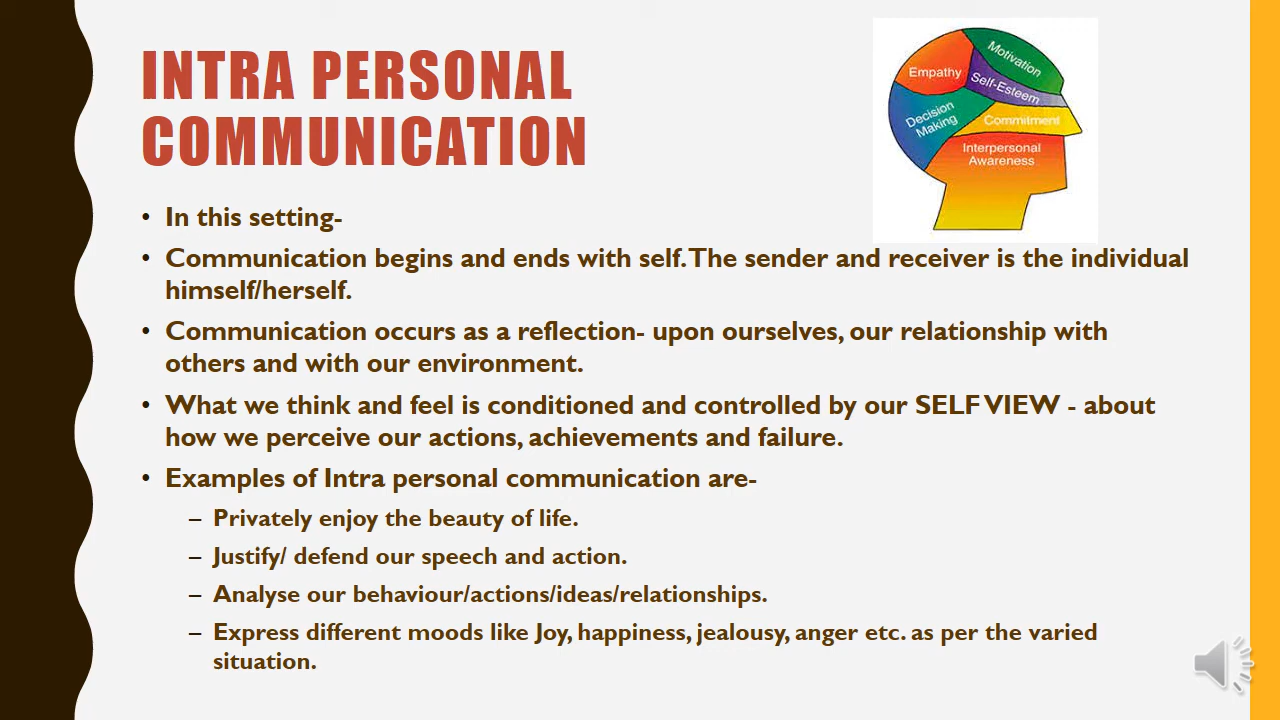 INTRA PERSONAL
COMMUNICATION
Motivation
Empathy
Self-Esteem
Decision
Making
Commitment
Interpersonal
Awareness
• In this setting-
• Communication begins and ends with self. The sender and receiver is the individual
himself/herself.
• Communication occurs as a reflection- upon ourselves, our relationship with
others and with our environment.
• What we think and feel is conditioned and controlled by our SELF VIEW - about
how we perceive our actions, achievements and failure.
• Examples of Intra personal communication are-
– Privately enjoy the beauty of life.
– Justify/ defend our speech and action.
– Analyse our behaviour/actions/ideas/relationships.
– Express different moods like Joy, happiness, jealousy, anger etc. as per the varied
situation.